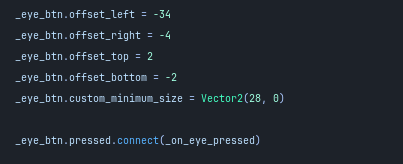 _eye_btn.offset_left = -34
_eye_btn.offset_right = -4
_eye_btn.offset_top = 2
_eye_btn.offset_bottom = -2
_eye_btn.custom_minimum_size = Vector2(28, 0)
_eye_btn.pressed.connect(_on_eye_pressed)